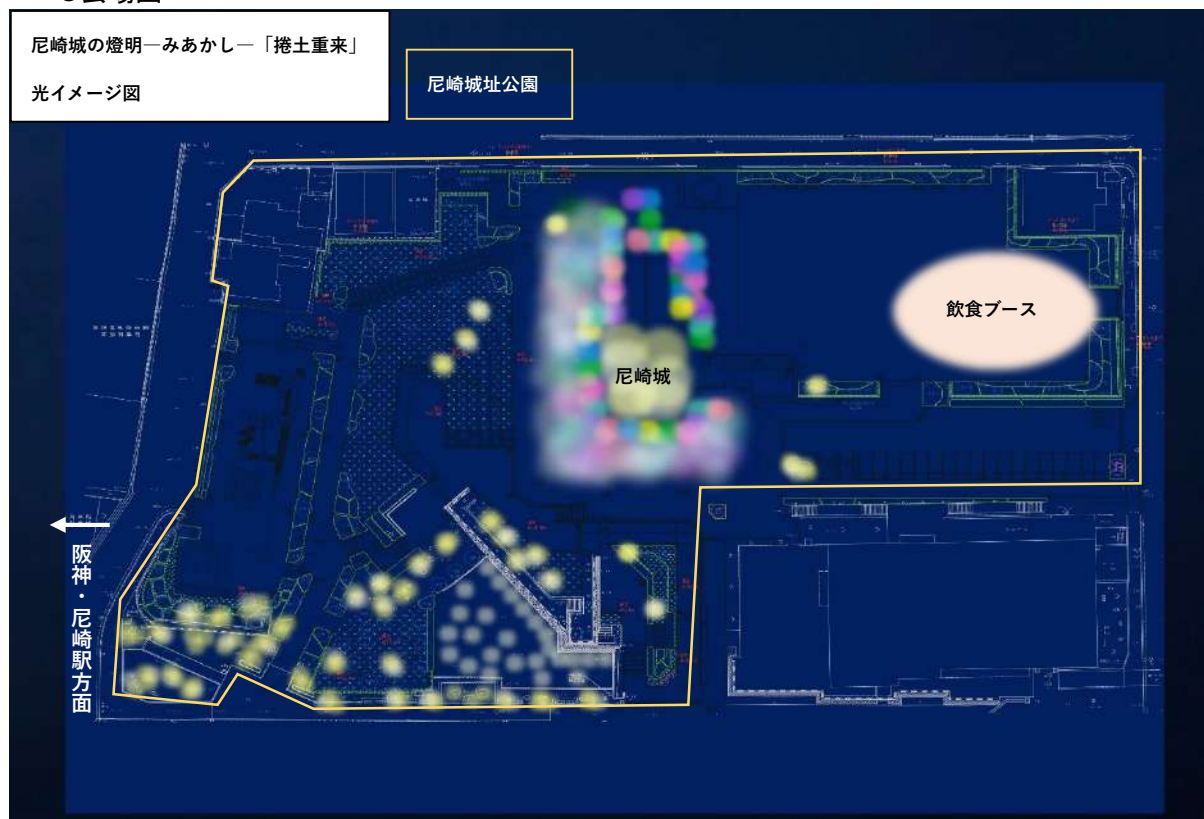 尼崎城の燈明―みあかし―「捲土重来」
光イメージ図
尼崎城址公園
飲食ブース
尼崎城
阪神・尼崎駅方面